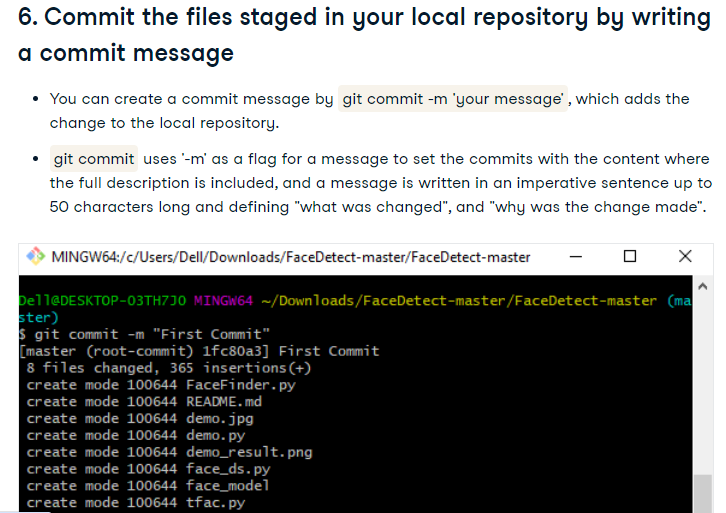 6. Commit the files staged in your local repository by writing
a commit message
• You can create a commit message by git commit -m 'your message' , which adds the
change to the local repository.
• git commit uses '-m' as a flag for a message to set the commits with the content where
the full description is included, and a message is written in an imperative sentence up to
50 characters long and defining "what was changed", and "why was the change made".
MINGW64:/c/Users/Dell/Downloads/FaceDetect-master/FaceDetect-master
Dell@DESKTOP-O3TH7JO MINGW64 ~/Downloads/FaceDetect-master/FaceDetect-master (ma
ster)
$ git commit -m "First Commit"
[master (root-commit) 1fc80a3] First Commit
8 files changed, 365 insertions(+)
create mode 100644 FaceFinder.py
create mode 100644 README.md
create mode 100644 demo.jpg
create mode 100644 demo.py
create mode 100644 demo_result.png
create mode 100644 face_ds.py
create mode 100644 face_model
create mode 100644 tfac.py